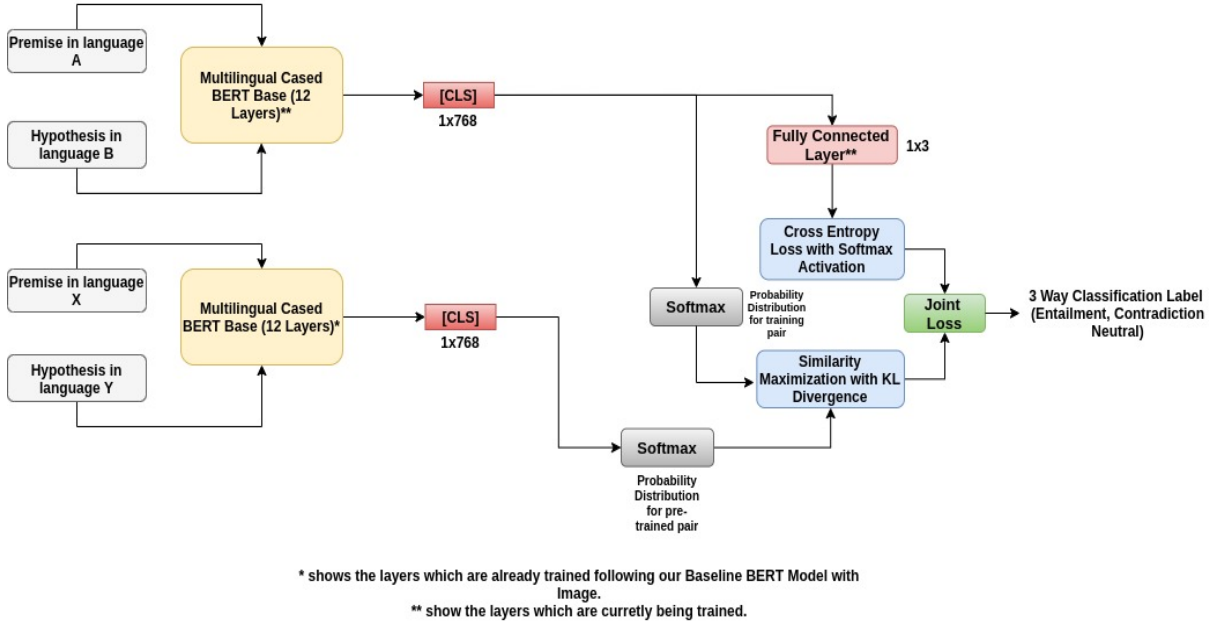 Premise in language
A
Multilingual Cased
BERT Base (12
Layers)**
[CLS]
1x768
Hypothesis in
language B
Fully Connected
Layer**
1x3
Cross Entropy
Loss with Softmax
Activation
Premise in language
X
Multilingual Cased
BERT Base (12 Layers)*
[CLS]
1x768
Hypothesis in
language Y
Softmax
Probability
Distribution
for training
pair
Joint
Loss
3 Way Classification Label
(Entailment, Contradiction
Neutral)
Similarity
Maximization with KL
Divergence
Softmax
Probability
Distribution
for pre-
trained pair
* shows the layers which are already trained following our Baseline BERT Model with
Image.
** show the layers which are curretly being trained.